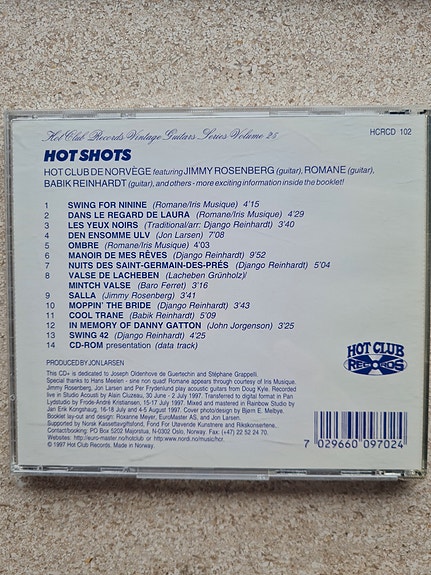 Hot Club Records Vintage Guitars Series Volume 25
HCRCD 102
HOT SHOTS
HOT CLUB DE NORVÈGE featuring JIMMY ROSENBERG (guitar), ROMANE (guitar),
BABIK REINHARDT (guitar), and others - more exciting information inside the booklet!
1 SWING FOR NININE (Romane/Iris Musique) 4'15
2 DANS LE REGARD DE LAURA (Romane/Iris Musique) 4'29
3 LES YEUX NOIRS (Traditional/arr: Django Reinhardt) 3'40
4 DEN ENSOMME ULV (Jon Larsen) 7'08
5 OMBRE (Romane/Iris Musique) 4'03
6 MANOIR DE MES RÊVES (Django Reinhardt) 9'52
7 NUITS DES SAINT-GERMAIN-DES-PRÉS (Django Reinhardt) 5'04
8 VALSE DE LACHEBEN (Lacheben Grünholz)/
MINTCH VALSE (Baro Ferret) 3'16
9 SALLA (Jimmy Rosenberg) 3'41
10 MOPPIN' THE BRIDE (Django Reinhardt) 3'43
11 COOL TRANE (Babik Reinhardt) 5'09
12 IN MEMORY OF DANNY GATTON (John Jorgenson) 3'25
13 SWING 42 (Django Reinhardt) 4'25
14 CD-ROM presentation (data track)
HOT CLUB
RECORDS
PRODUCED BY JON LARSEN
This CD+ is dedicated to Joseph Oldenhove de Guertechin and Stéphane Grappelli.
Special thanks to Hans Meelen - sine non quad! Romane appears through courtesy of Iris Musique,
Jimmy Rosenberg, Jon Larsen and Per Frydenlund play acoustic guitars from Doug Kyle. Recorded
live in Studio Acousti by Alain Cluzeau, 30 June - 2 July 1997. Transferred to digital format in Pan
Lydstudio by Frode-André Kristiansen, 15-17 July 1997. Mixed and mastered in Rainbow Studio by
Jan Erik Kongshaug, 16-18 July and 4-5 August 1997. Cover photo/design by Bjørn E. Melbye.
Booklet lay-out and design: Roxanne Meyer, EuroMaster AS, and Jon Larsen.
Supported by Norsk Kassettavgiftsfond, Fond For Utøvende Kunstnere and Rikskonsertene.
Contact/booking: PO Box 5202 Majorstua, N-0302 Oslo, Norway. Fax: (+47) 22 52 24 70.
Websites: http://euro-master.no/hotclub or http://www.nordi.no/musicr/hcr.
© 1997 Hot Club Records. Made in Norway.
7 029660 097024